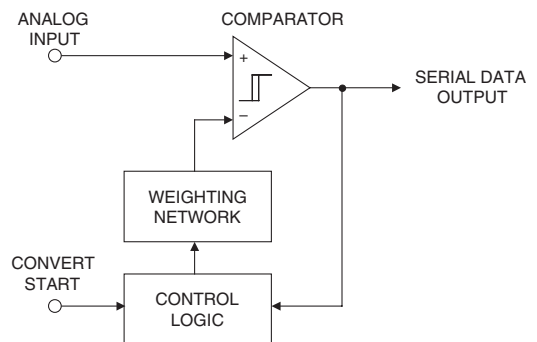 ANALOG
INPUT
COMPARATOR
+
−
SERIAL DATA
OUTPUT
WEIGHTING
NETWORK
CONVERT
START
CONTROL
LOGIC